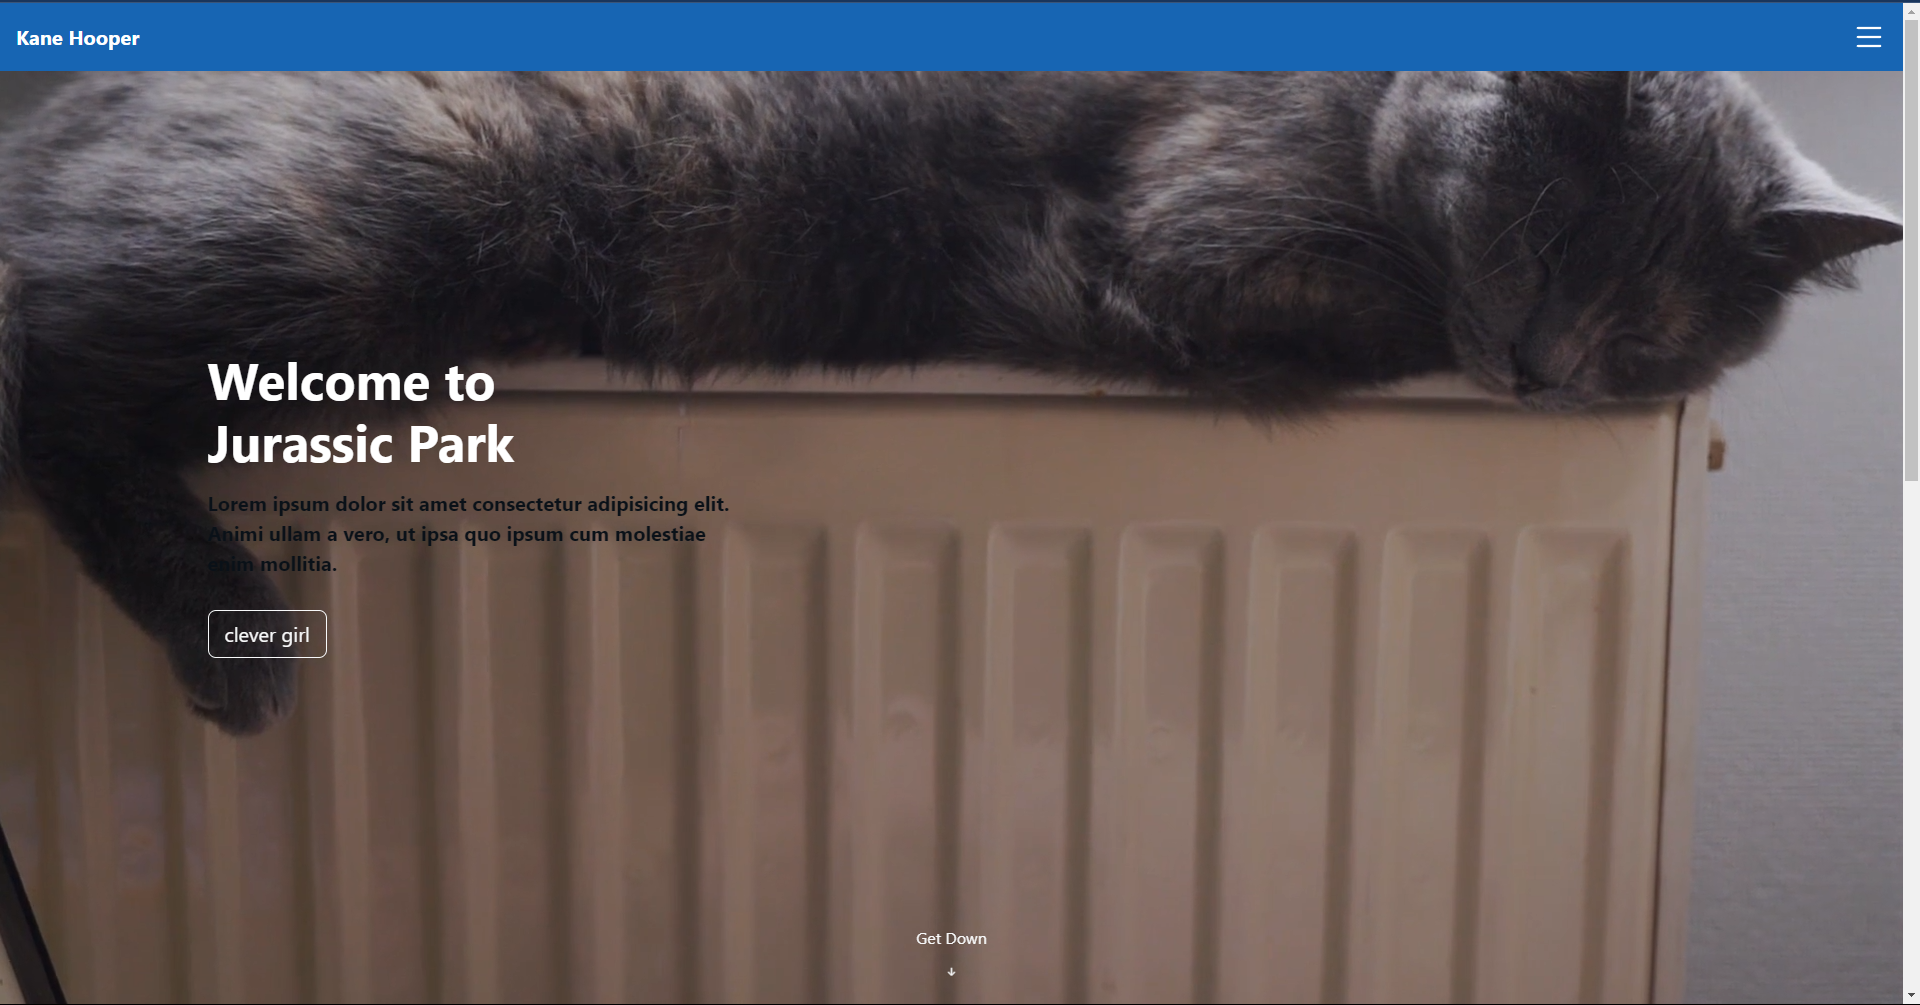 Kane Hooper
Welcome to
Jurassic Park
Lorem ipsum dolor sit amet consectetur adipisicing elit.
Animi ullam a vero, ut ipsa quo ipsum cum molestiae
enim mollitia.
clever girl
Get Down